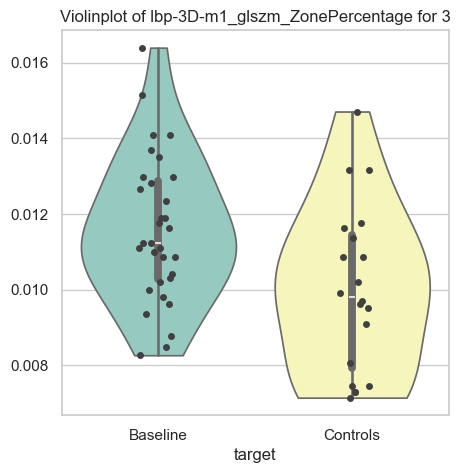 Violinplot of lbp-3D-m1_glszm_ZonePercentage for 3
0.016
0.014
0.012
0.010
0.008
Baseline Controls
target